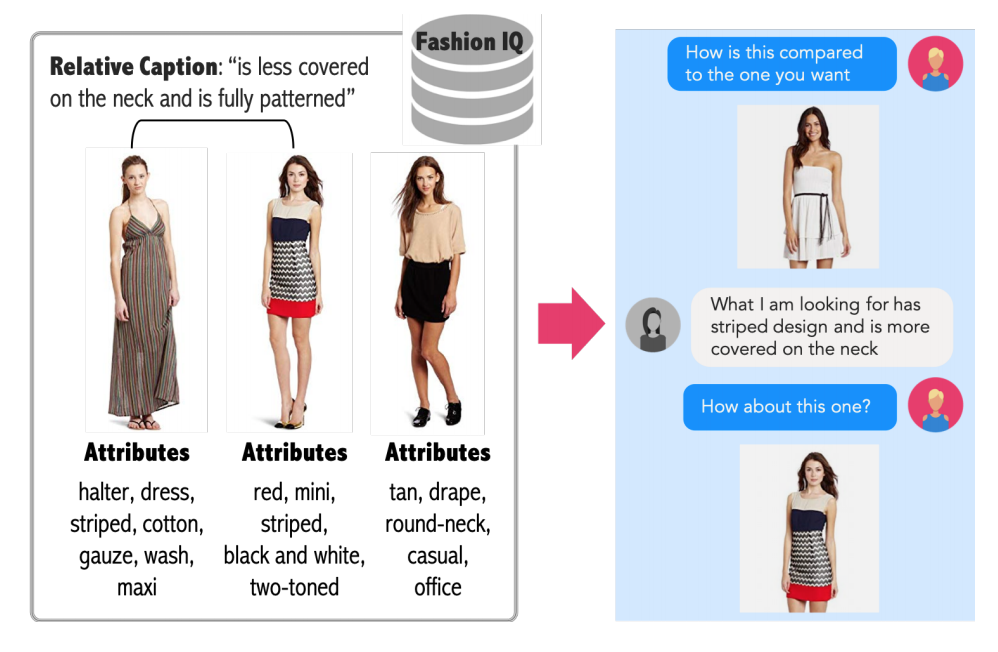 Fashion IQ
Relative Caption: “is less covered
on the neck and is fully patterned”
Attributes
halter, dress,
striped, cotton,
gauze, wash,
maxi
Attributes
red, mini,
striped,
black and white,
two-toned
Attributes
tan, drape,
round-neck,
casual,
office
How is this compared
to the one you want
What I am looking for has
striped design and is more
covered on the neck
How about this one?